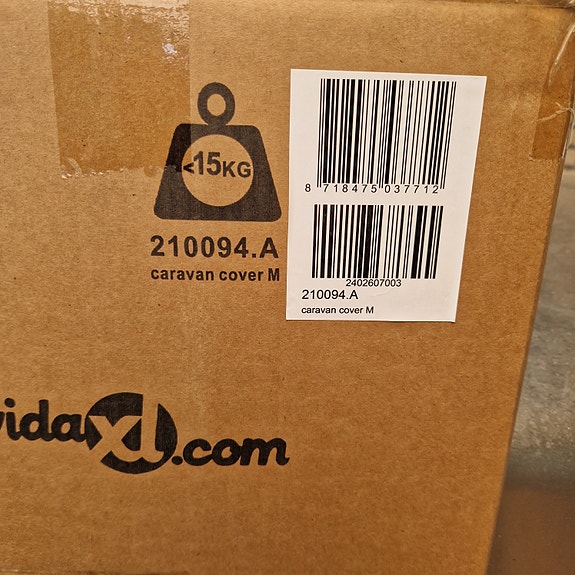 <15KG
210094.A
caravan cover M
8 718475 037712
2402607003
210094.A
caravan cover M
vidaXL.com